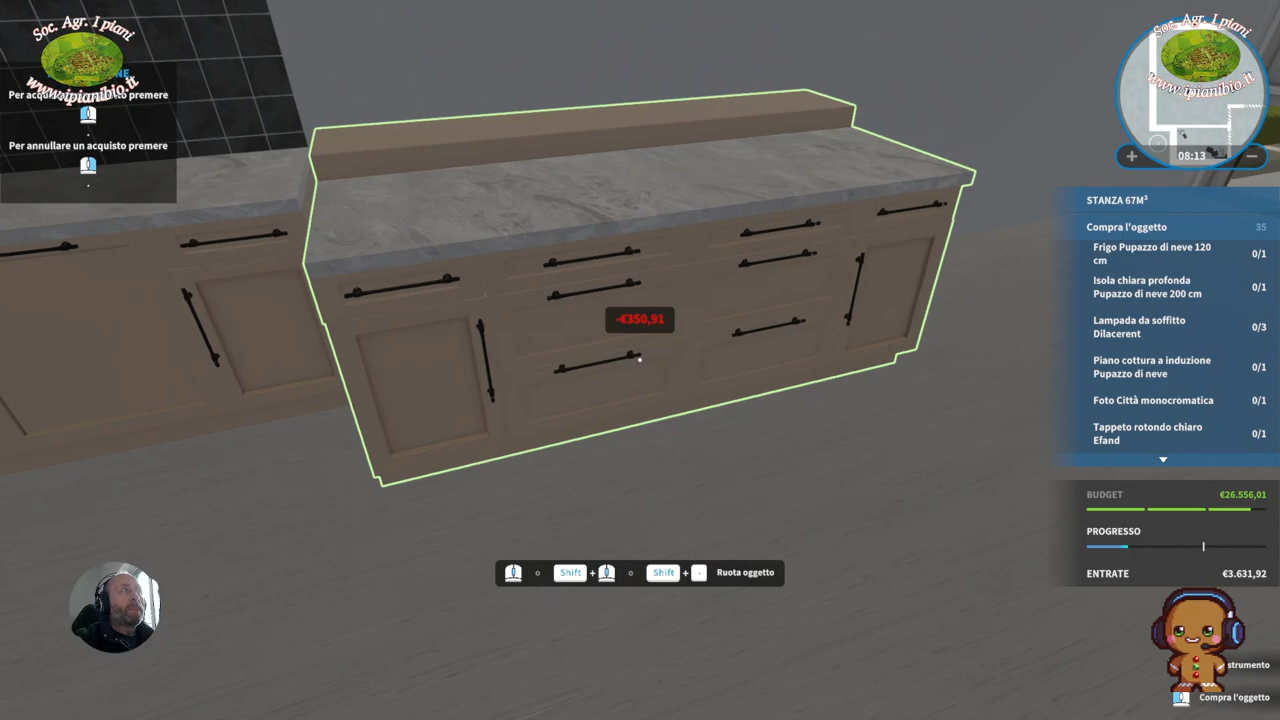 Soc. Agr. I piani
www.ipianibio.it
NE
premere
Per annullare un acquisto premere
Soc. Agr. I piani
www.ipianibio.it
08:13
STANZA 67M²
Compra l'oggetto 35
Frigo Pupazzo di neve 120 cm 0/1
Isola chiara profonda Pupazzo di neve 200 cm 0/1
Lampada da soffitto Dilacerent 0/3
Piano cottura a induzione Pupazzo di neve 0/1
Foto Città monocromatica 0/1
Tappeto rotondo chiaro Efand 0/1
-€350,91
BUDGET €26.556,01
PROGRESSO
ENTRATE €3.631,92
o Shift + o Shift + Ruota oggetto
strumento
Compra l'oggetto